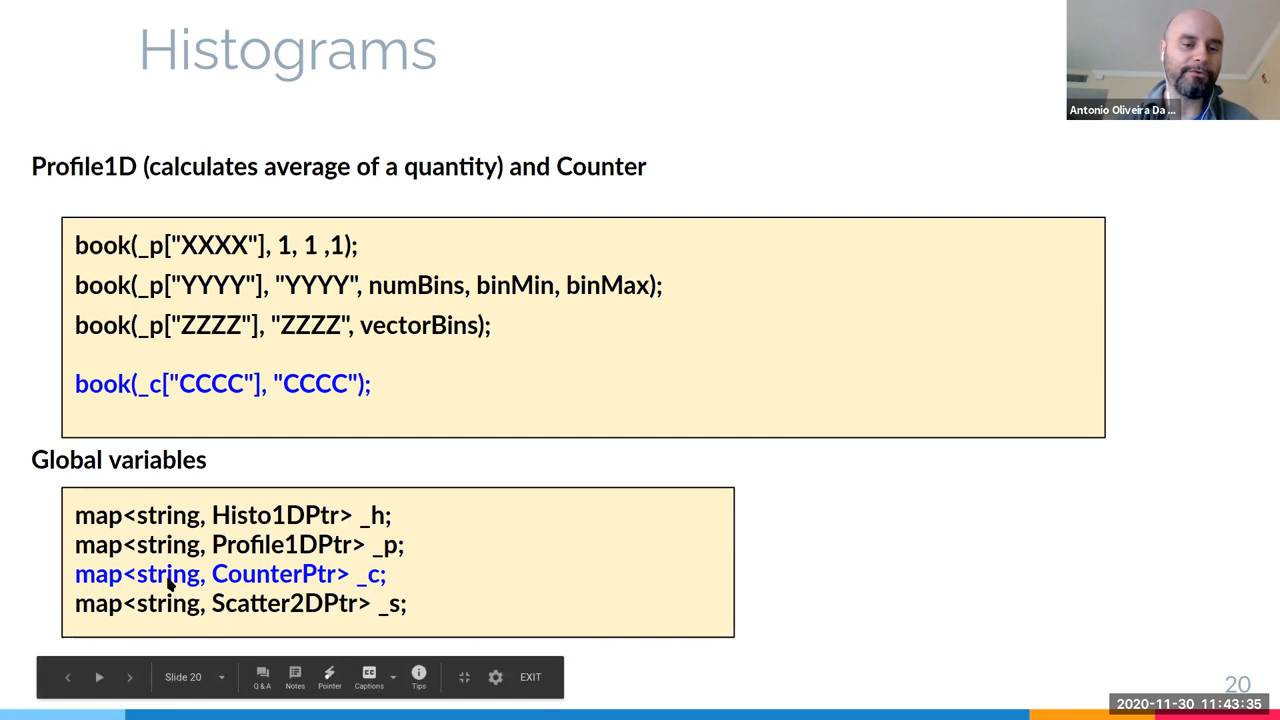 Histograms
Antonio Oliveira Da ...
Profile1D (calculates average of a quantity) and Counter
book(_p["XXXX"], 1, 1 ,1);
book(_p["YYYY"], "YYYY", numBins, binMin, binMax);
book(_p["ZZZZ"], "ZZZZ", vectorBins);
book(_c["CCCC"], "CCCC");
Global variables
map<string, Histo1DPtr> _h;
map<string, Profile1DPtr> _p;
map<string, CounterPtr> _c;
map<string, Scatter2DPtr> _s;
Slide 20
Q & A
Notes
Pointer
Captions
Tips
EXIT
20
2020-11-30 11:43:35